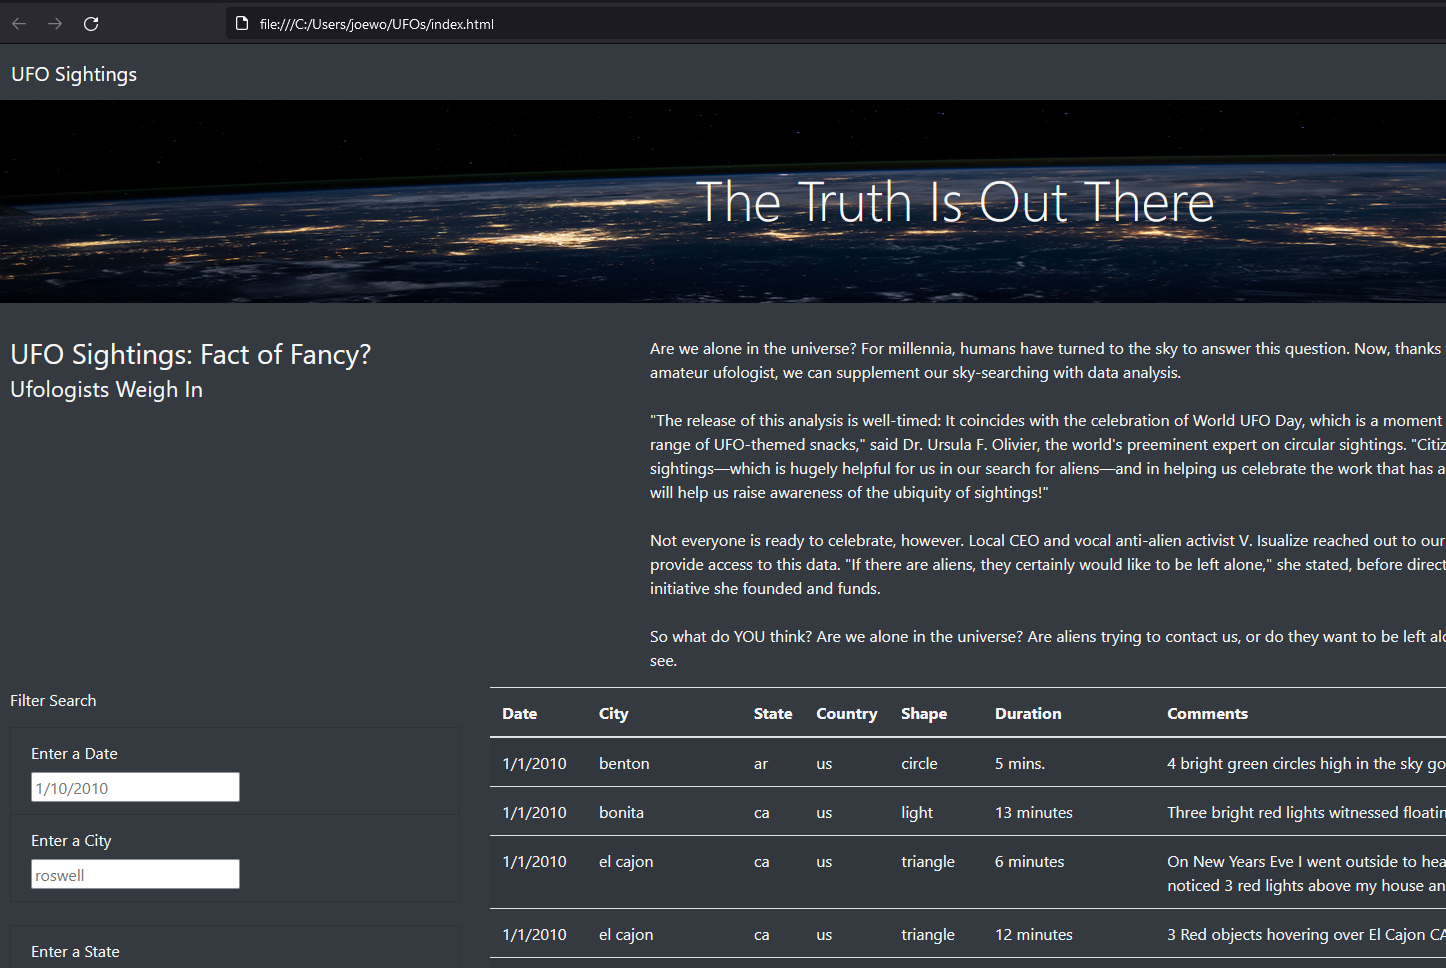 file:///C:/Users/joewo/UFOs/index.html
UFO Sightings
The Truth Is Out There
UFO Sightings: Fact of Fancy?
Ufologists Weigh In
Are we alone in the universe? For millennia, humans have turned to the sky to answer this question. Now, thanks
amateur ufologist, we can supplement our sky-searching with data analysis.
"The release of this analysis is well-timed: It coincides with the celebration of World UFO Day, which is a moment
range of UFO-themed snacks," said Dr. Ursula F. Olivier, the world's preeminent expert on circular sightings. "Citiz
sightings—which is hugely helpful for us in our search for aliens—and in helping us celebrate the work that has a
will help us raise awareness of the ubiquity of sightings!"
Not everyone is ready to celebrate, however. Local CEO and vocal anti-alien activist V. Isualize reached out to our
provide access to this data. "If there are aliens, they certainly would like to be left alone," she stated, before direct
initiative she founded and funds.
So what do YOU think? Are we alone in the universe? Are aliens trying to contact us, or do they want to be left alo
see.
Filter Search
Enter a Date
1/10/2010
Enter a City
roswell
Enter a State
Date City State Country Shape Duration Comments
1/1/2010 benton ar us circle 5 mins. 4 bright green circles high in the sky go
1/1/2010 bonita ca us light 13 minutes Three bright red lights witnessed floatin
1/1/2010 el cajon ca us triangle 6 minutes On New Years Eve I went outside to hea
noticed 3 red lights above my house an
1/1/2010 el cajon ca us triangle 12 minutes 3 Red objects hovering over El Cajon CA